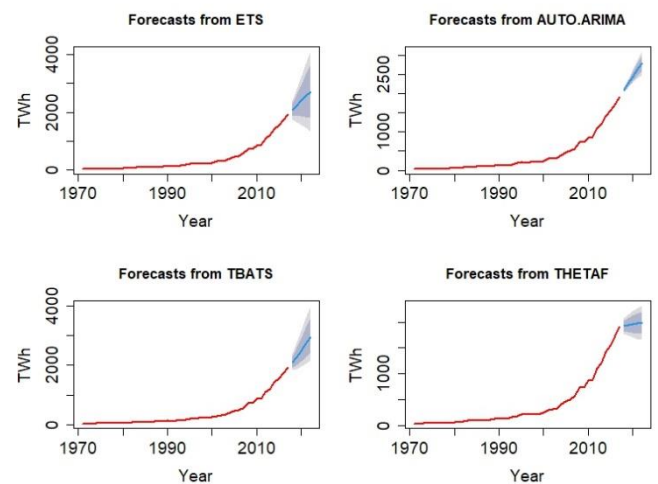 Forecasts from ETS
TWh
4000
2000
0
1970
1990
2010
Year
Forecasts from AUTO.ARIMA
TWh
2500
1000
0
1970
1990
2010
Year
Forecasts from TBATS
TWh
4000
2000
0
1970
1990
2010
Year
Forecasts from THETAF
TWh
1000
0
1970
1990
2010
Year